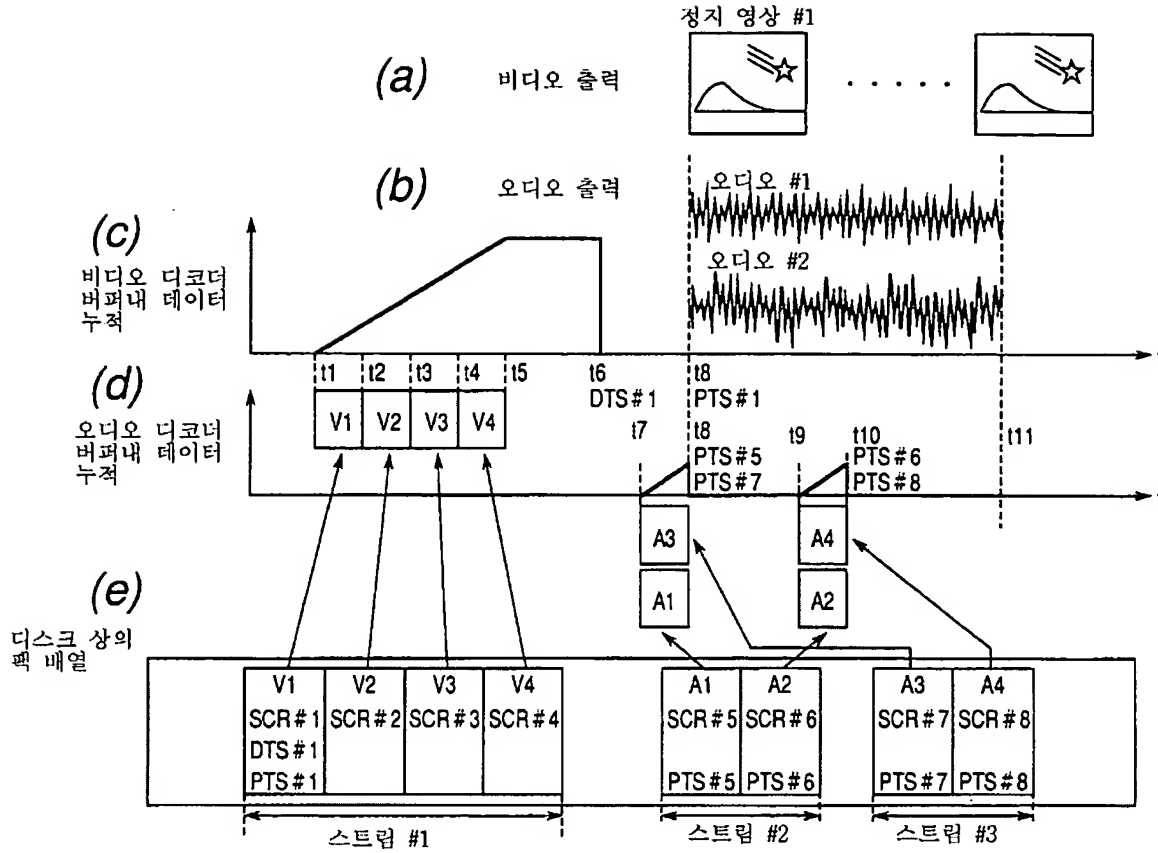 정지 영상 #1
(a) 비디오 출력
(b) 오디오 출력
오디오 #1
오디오 #2
(c)
비디오 디코더
버퍼내 데이터
누적
t1 t2 t3 t4 t5 t6 t8
DTS#1 PTS#1
(d)
오디오 디코더
버퍼내 데이터
누적
V1 V2 V3 V4
t7 t8 t9 t10 t11
PTS#5 PTS#6
PTS#7 PTS#8
A3 A4
A1 A2
(e)
디스크 상의
팩 배열
V1 V2 V3 V4 A1 A2 A3 A4
SCR#1 SCR#2 SCR#3 SCR#4 SCR#5 SCR#6 SCR#7 SCR#8
DTS#1
PTS#1 PTS#5 PTS#6 PTS#7 PTS#8
스트림 #1 스트림 #2 스트림 #3